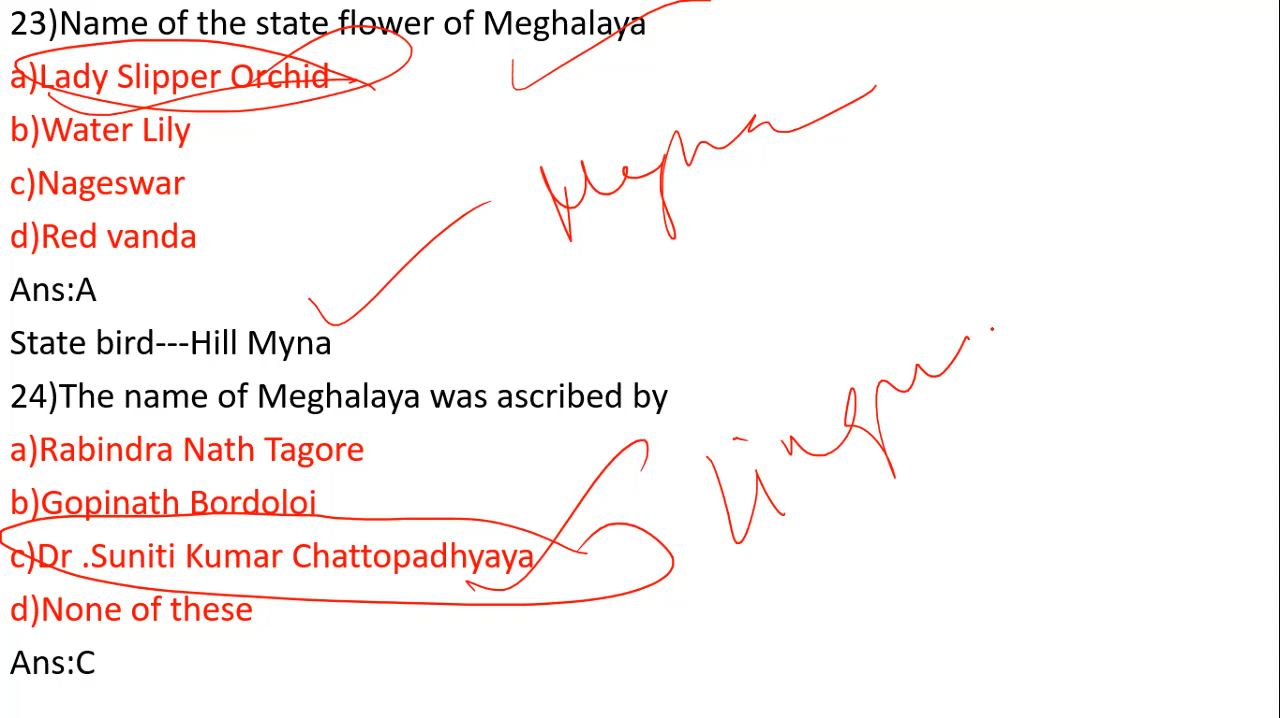 23)Name of the state flower of Meghalaya
a)Lady Slipper Orchid
b)Water Lily
c)Nageswar
d)Red vanda
Ans:A
State bird---Hill Myna
24)The name of Meghalaya was ascribed by
a)Rabindra Nath Tagore
b)Gopinath Bordoloi
c)Dr .Suniti Kumar Chattopadhyaya
d)None of these
Ans:C